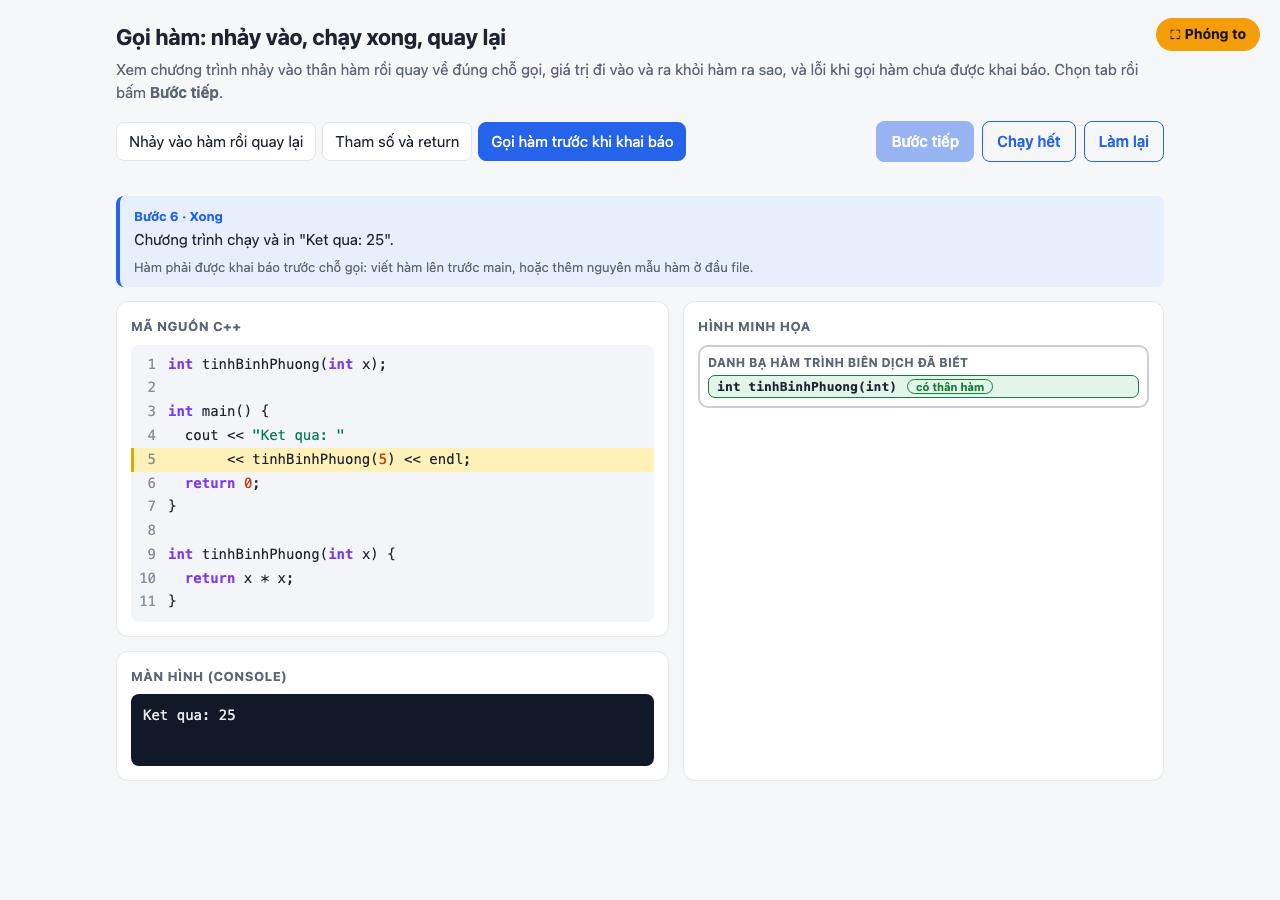 Gọi hàm: nhảy vào, chạy xong, quay lại
Phóng to
Xem chương trình nhảy vào thân hàm rồi quay về đúng chỗ gọi, giá trị đi vào và ra khỏi hàm ra sao, và lỗi khi gọi hàm chưa được khai báo. Chọn tab rồi
bấm Bước tiếp.
Nhảy vào hàm rồi quay lại
Tham số và return
Gọi hàm trước khi khai báo
Bước tiếp
Chạy hết
Làm lại
Bước 6 · Xong
Chương trình chạy và in "Ket qua: 25".
Hàm phải được khai báo trước chỗ gọi: viết hàm lên trước main, hoặc thêm nguyên mẫu hàm ở đầu file.
MÃ NGUỒN C++
1 int tinhBinhPhuong(int x);
2
3 int main() {
4   cout << "Ket qua: "
5        << tinhBinhPhuong(5) << endl;
6   return 0;
7 }
8
9 int tinhBinhPhuong(int x) {
10   return x * x;
11 }
MÀN HÌNH (CONSOLE)
Ket qua: 25
HÌNH MINH HỌA
DANH BẠ HÀM TRÌNH BIÊN DỊCH ĐÃ BIẾT
int tinhBinhPhuong(int) có thân hàm